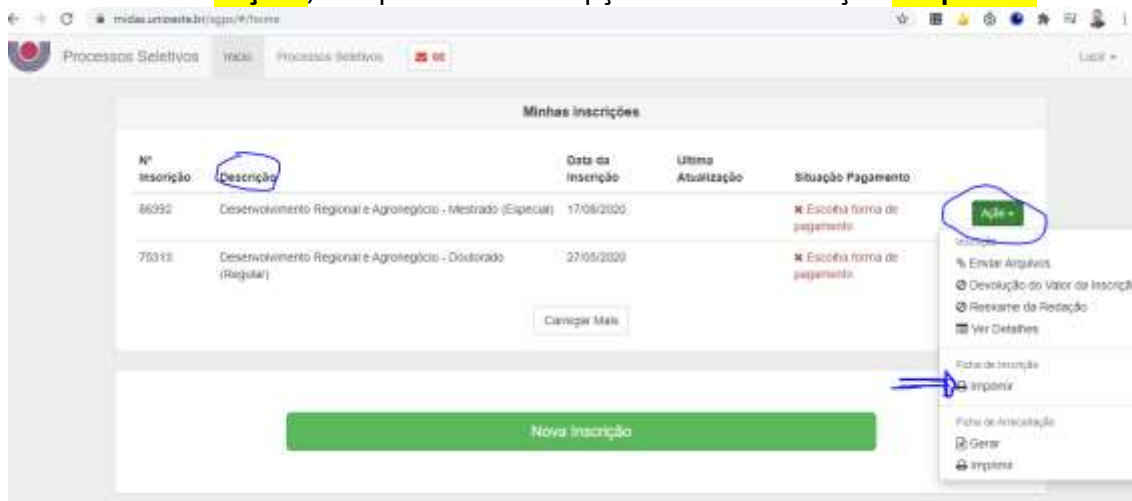 midas.unioeste.br/sgps/#/home
Processos Seletivos Início Processos Seletivos
Minhas Inscrições
Nº Inscrição Descrição Data da Inscrição Ultima Atualização Situação Pagamento
86392 Desenvolvimento Regional e Agronegócio - Mestrado (Especial) 17/06/2020 Escolha forma de pagamento Ação
75313 Desenvolvimento Regional e Agronegócio - Doutorado (Regular) 27/05/2020 Escolha forma de pagamento
Carregar Mais
Nova Inscrição
Inscrição
Enviar Arquivos
Devolução do Valor da Inscriçã
Reexame da Redação
Ver Detalhes
Ficha de Inscrição
Imprimir
Ficha de Arrecadação
Gerar
Imprimir